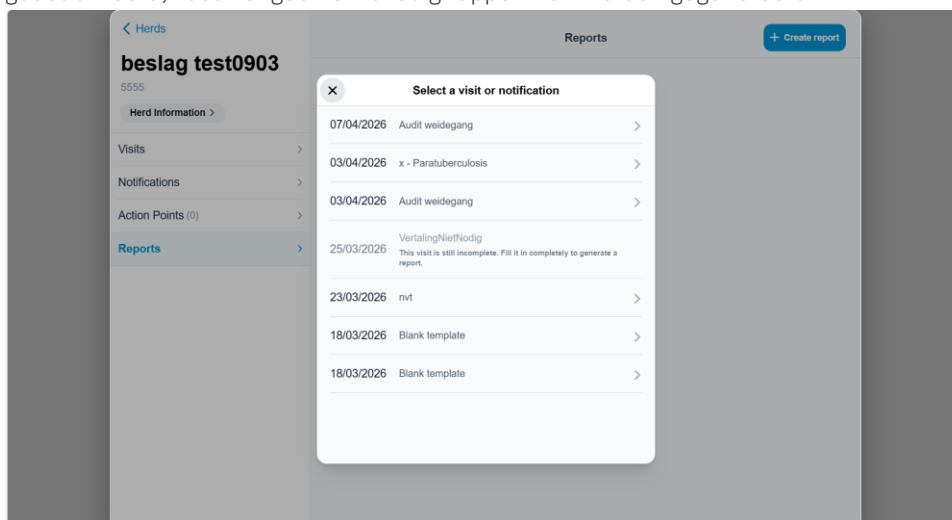 Herds
Reports
+ Create report
beslag test0903
5555
Herd Information >
Visits
Notifications
Action Points (0)
Reports
Select a visit or notification
07/04/2026 Audit weidegang
03/04/2026 x - Paratuberculosis
03/04/2026 Audit weidegang
25/03/2026 VertalingNietNodig
This visit is still incomplete. Fill it in completely to generate a
report.
23/03/2026 nvt
18/03/2026 Blank template
18/03/2026 Blank template